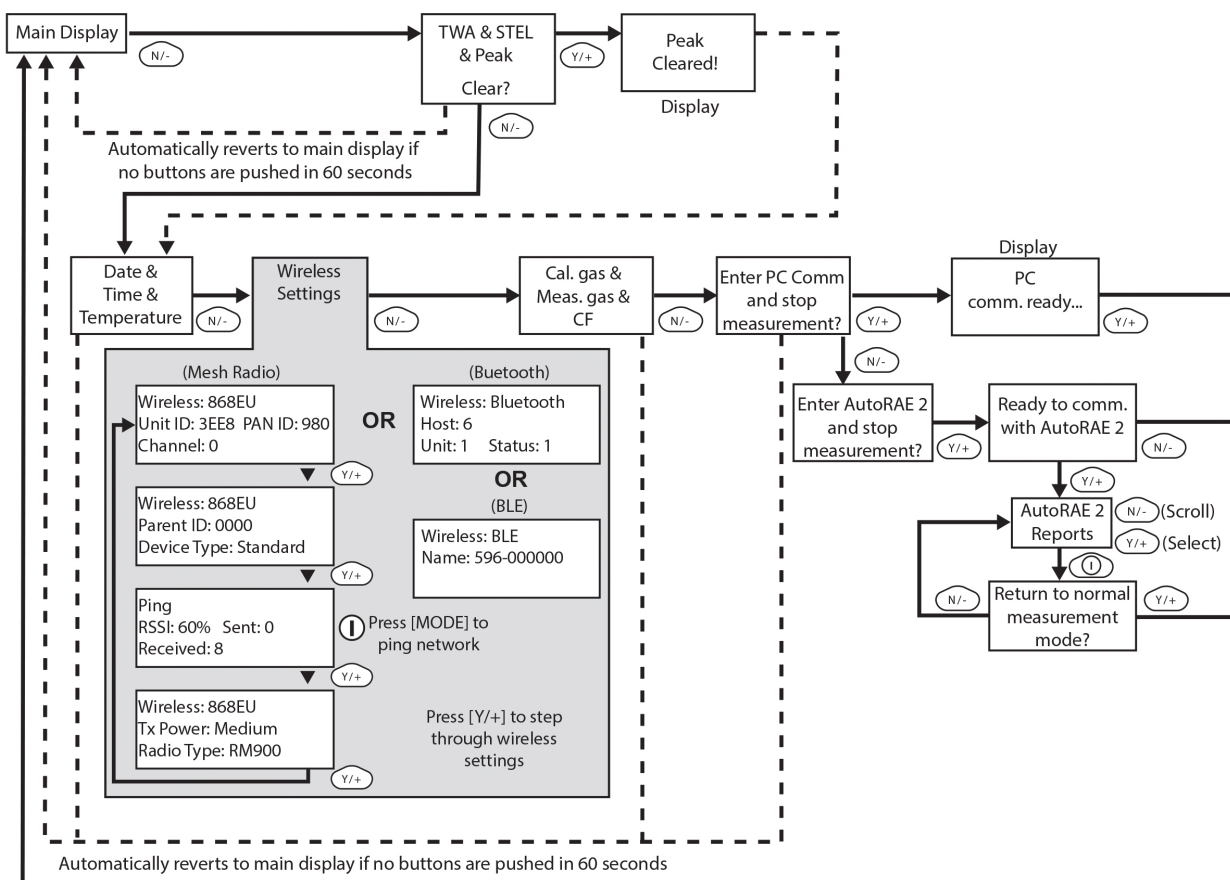 Main Display
N/-
TWA & STEL
& Peak
Clear?
Y/+
Peak
Cleared!
Display
N/-
Automatically reverts to main display if
no buttons are pushed in 60 seconds
Date &
Time &
Temperature
N/-
Wireless
Settings
N/-
Cal. gas &
Meas. gas &
CF
N/-
Enter PC Comm
and stop
measurement?
Y/+
Display
PC
comm. ready...
Y/+
N/-
(Mesh Radio)
Wireless: 868EU
Unit ID: 3EE8 PAN ID: 980
Channel: 0
Y/+
Wireless: 868EU
Parent ID: 0000
Device Type: Standard
Y/+
Ping
RSSI: 60% Sent: 0
Received: 8
Press [MODE] to
ping network
Y/+
Wireless: 868EU
Tx Power: Medium
Radio Type: RM900
Y/+
OR
(Buetooth)
Wireless: Bluetooth
Host: 6
Unit: 1 Status: 1
OR
(BLE)
Wireless: BLE
Name: 596-000000
Press [Y/+] to step
through wireless
settings
Enter AutoRAE 2
and stop
measurement?
Y/+
Ready to comm.
with AutoRAE 2
N/-
Y/+
AutoRAE 2
Reports
N/- (Scroll)
Y/+ (Select)
Return to normal
measurement
mode?
N/-
Y/+
Automatically reverts to main display if no buttons are pushed in 60 seconds